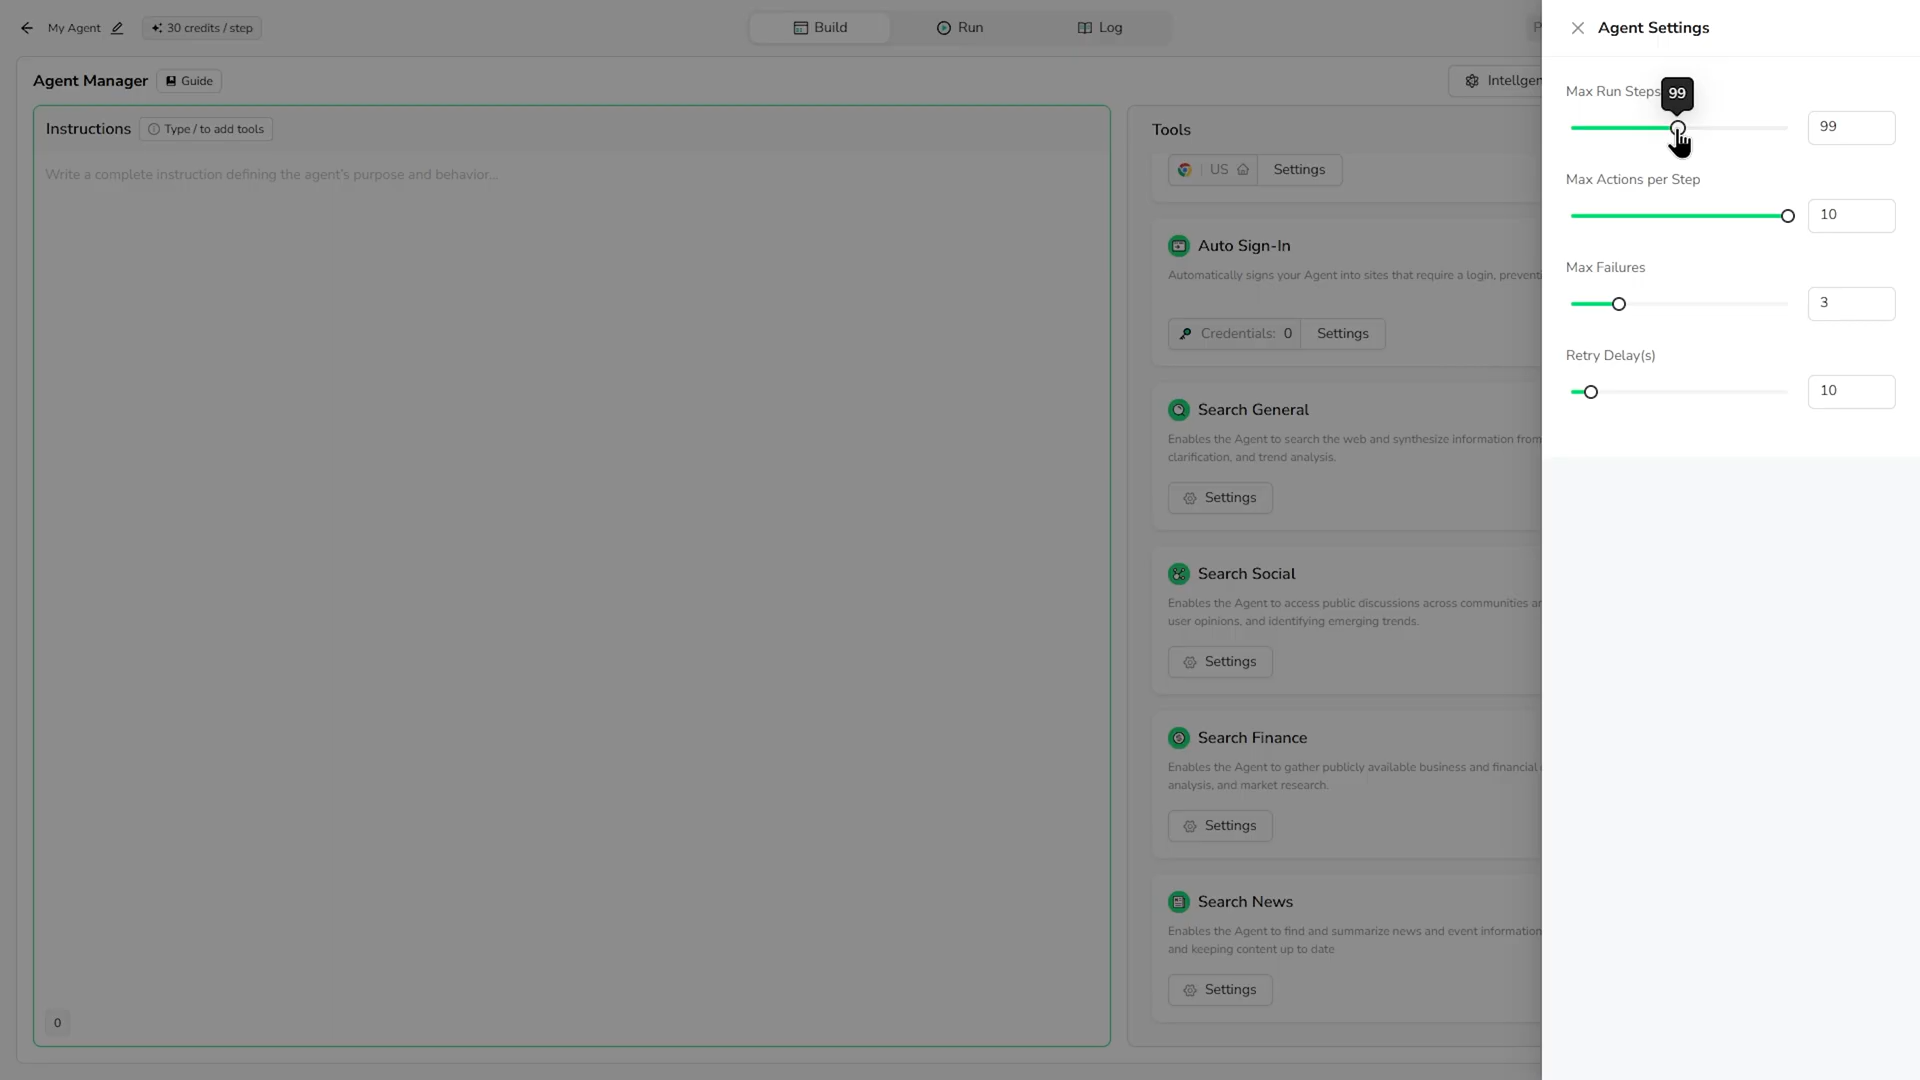 My Agent
30 credits / step
Build
Run
Log
Agent Settings
Agent Manager
Guide
Max Run Steps
99
99
Instructions
Type / to add tools
Write a complete instruction defining the agent's purpose and behavior...
Tools
US
Settings
Max Actions per Step
10
Auto Sign-In
Automatically signs your Agent into sites that require a login,
Credentials: 0
Settings
Max Failures
3
Retry Delay(s)
10
Search General
Enables the Agent to search the web and synthesize information from
clarification, and trend analysis.
Settings
Search Social
Enables the Agent to access public discussions across communities
user opinions, and identifying emerging trends.
Settings
Search Finance
Enables the Agent to gather publicly available business and financial
analysis, and market research.
Settings
Search News
Enables the Agent to find and summarize news and event information
and keeping content up to date
Settings
0